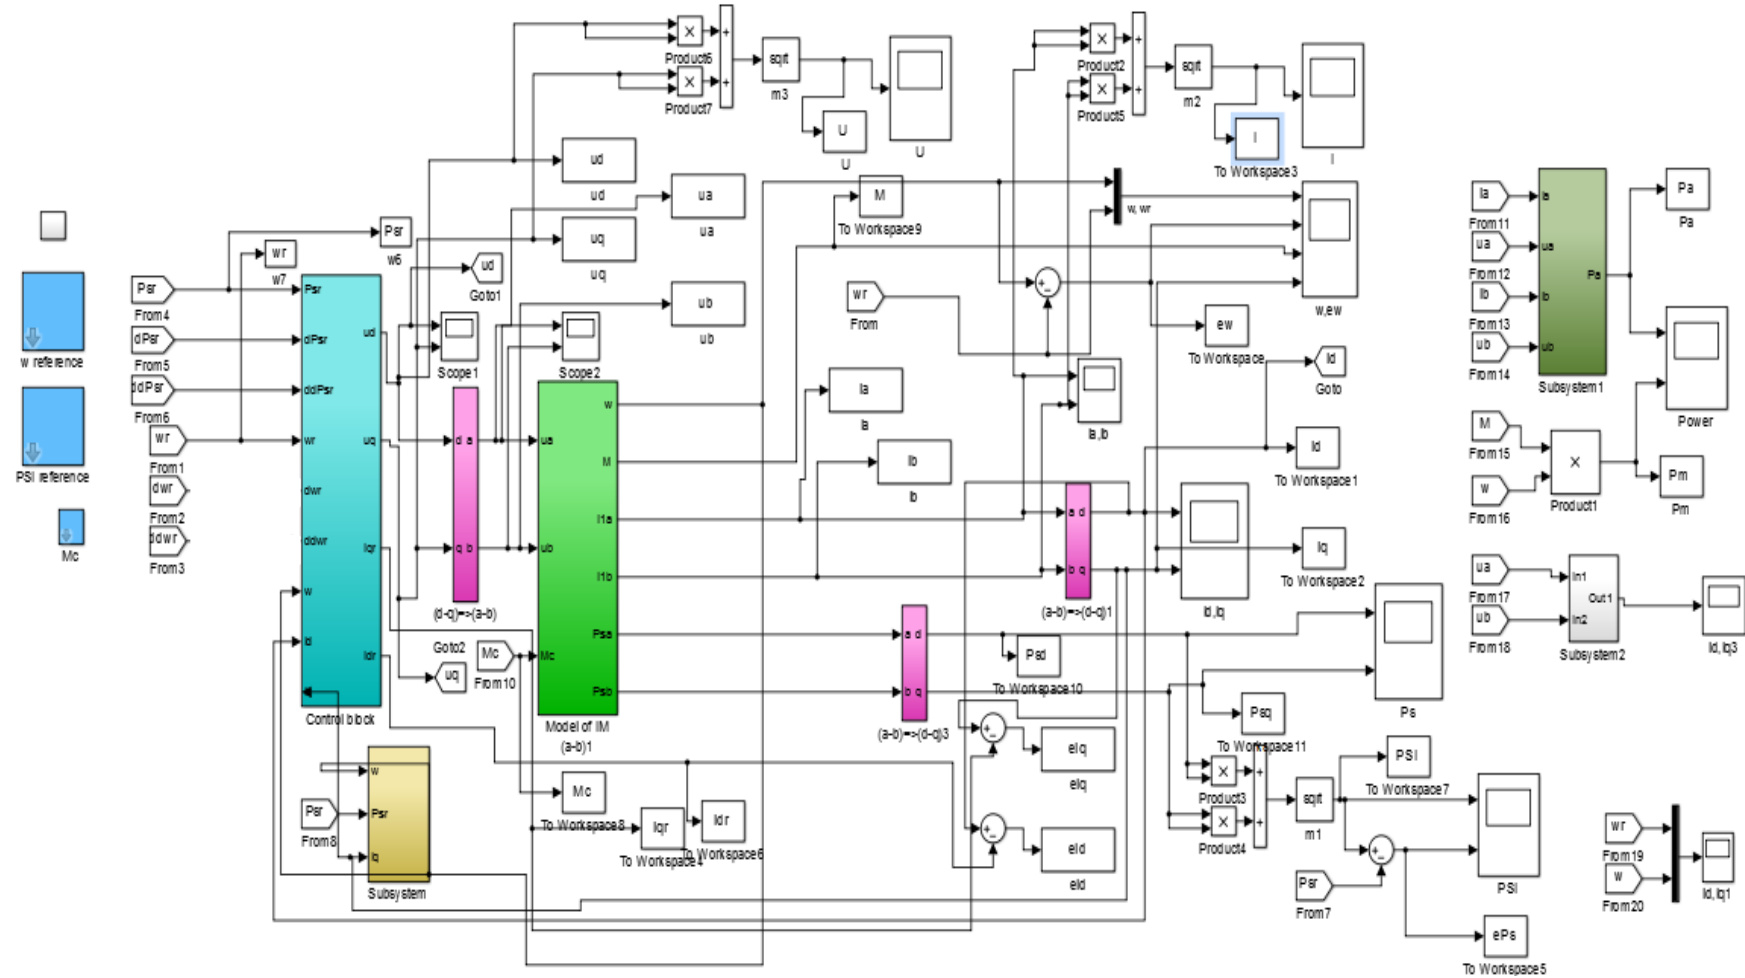 Product6
Product7
sqrt
m3
U
U
U
Product2
Product5
sqrt
m2
I
To Workspace3
I
ud
ud
ua
ua
uq
uq
ub
ub
M
To Workspace9
w, wr
w,ew
wr
From
ew
To Workspace
Id
Goto
Ia
Ia
Ib
Ib
Ia,Ib
Id
To Workspace1
Iq
To Workspace2
Id,Iq
Psr
w6
wr
w7
ud
Goto1
Scope1
Scope2
w reference
PSI reference
Mc
Psr
From4
dPsr
From5
ddPsr
From6
wr
From1
dwr
From2
ddwr
From3
Psr
dPsr
ddPsr
wr
dwr
ddwr
w
Id
ud
uq
Iqr
Idr
Control block
d a
q b
(d-q)=>(a-b)
Goto2
uq
Mc
From10
ua
ub
Mc
w
M
I1a
I1b
Psa
Psb
Model of IM
(a-b)1
a d
b q
(a-b)=>(d-q)1
a d
b q
(a-b)=>(d-q)3
Psd
To Workspace10
Psq
To Workspace11
Ps
eIq
eIq
eId
eId
Psr
From8
w
Psr
Iq
Subsystem
Mc
To Workspace8
Iqr
To Workspace4
Idr
To Workspace6
Product3
Product4
sqrt
m1
PSI
To Workspace7
PSI
Psr
From7
ePs
To Workspace5
Ia
From11
ua
From12
Ib
From13
ub
From14
Ia
ua
Ib
ub
Pa
Subsystem1
Pa
Pa
Power
M
From15
w
From16
Product1
Pm
Pm
ua
From17
ub
From18
In1
In2
Out1
Subsystem2
Id,Iq3
wr
From19
w
From20
Id,Iq1